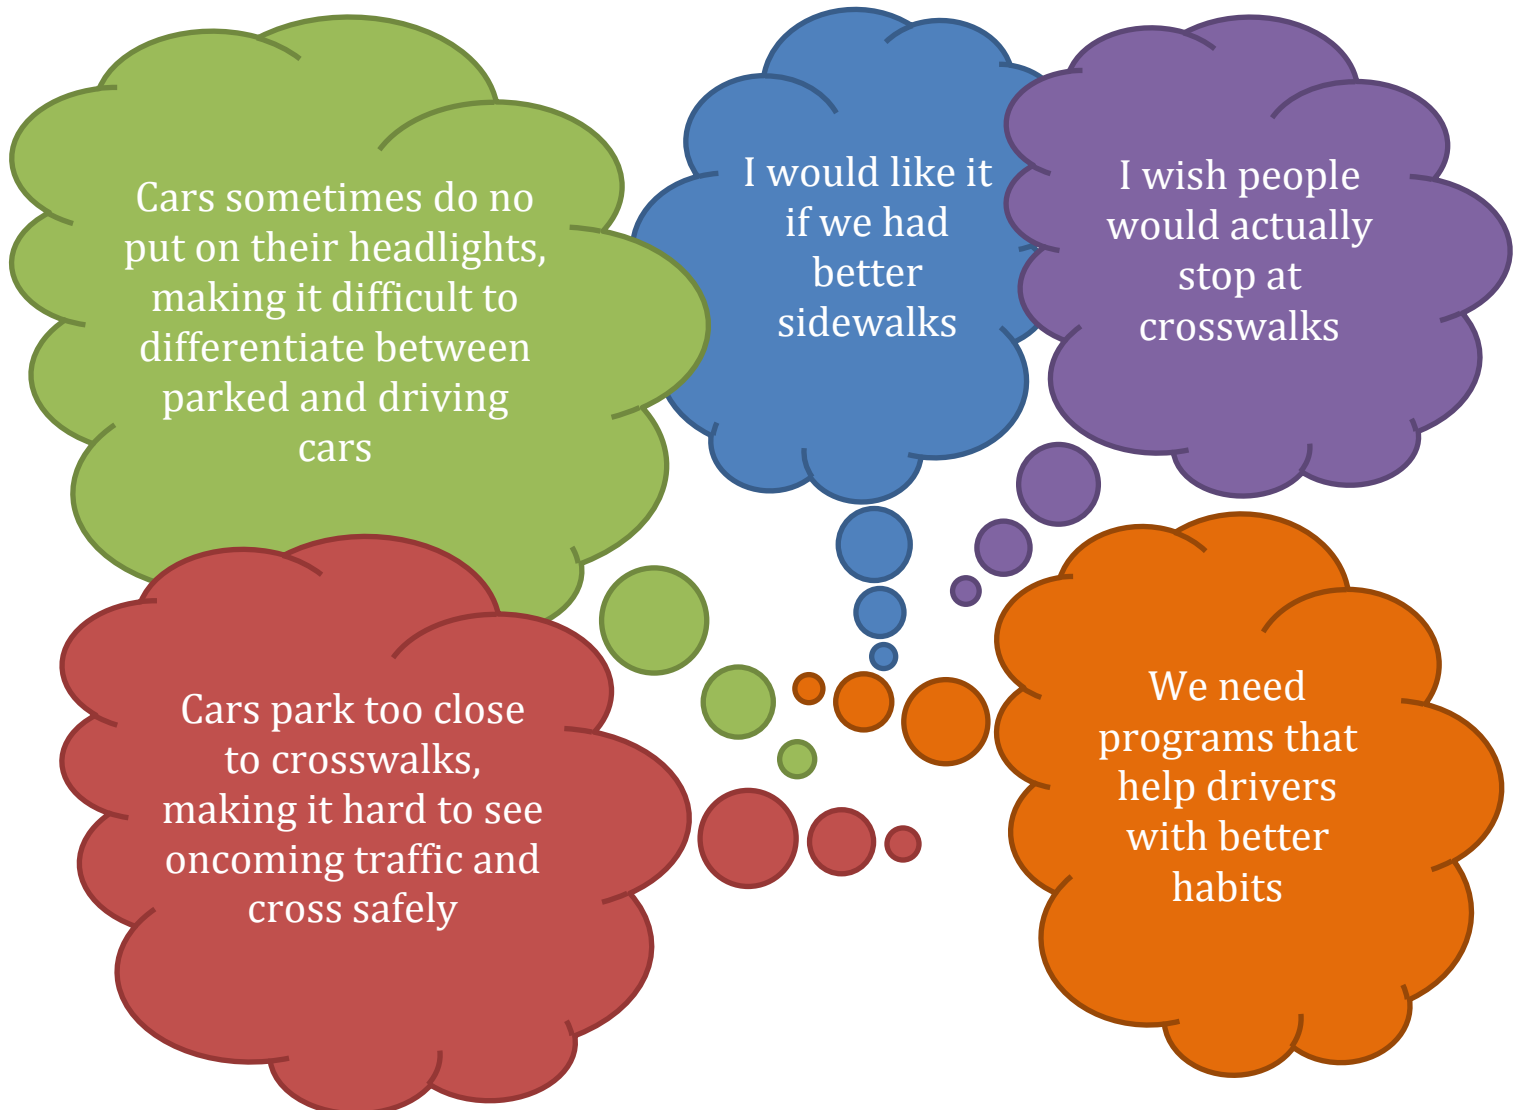 Cars sometimes do no
put on their headlights,
making it difficult to
differentiate between
parked and driving
cars
I would like it
if we had
better
sidewalks
I wish people
would actually
stop at
crosswalks
Cars park too close
to crosswalks,
making it hard to see
oncoming traffic and
cross safely
We need
programs that
help drivers
with better
habits